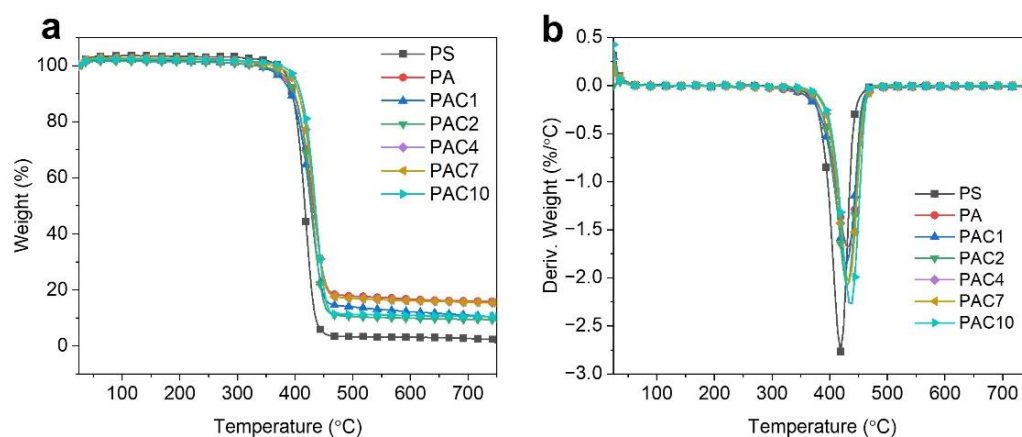 a
PS
PA
PAC1
PAC2
PAC4
PAC7
PAC10
100
80
60
40
20
0
Weight (%)
100 200 300 400 500 600 700
Temperature (°C)
b
0.5
0.0
−0.5
−1.0
−1.5
−2.0
−2.5
−3.0
Deriv. Weight (%/°C)
PS
PA
PAC1
PAC2
PAC4
PAC7
PAC10
100 200 300 400 500 600 700
Temperature (°C)